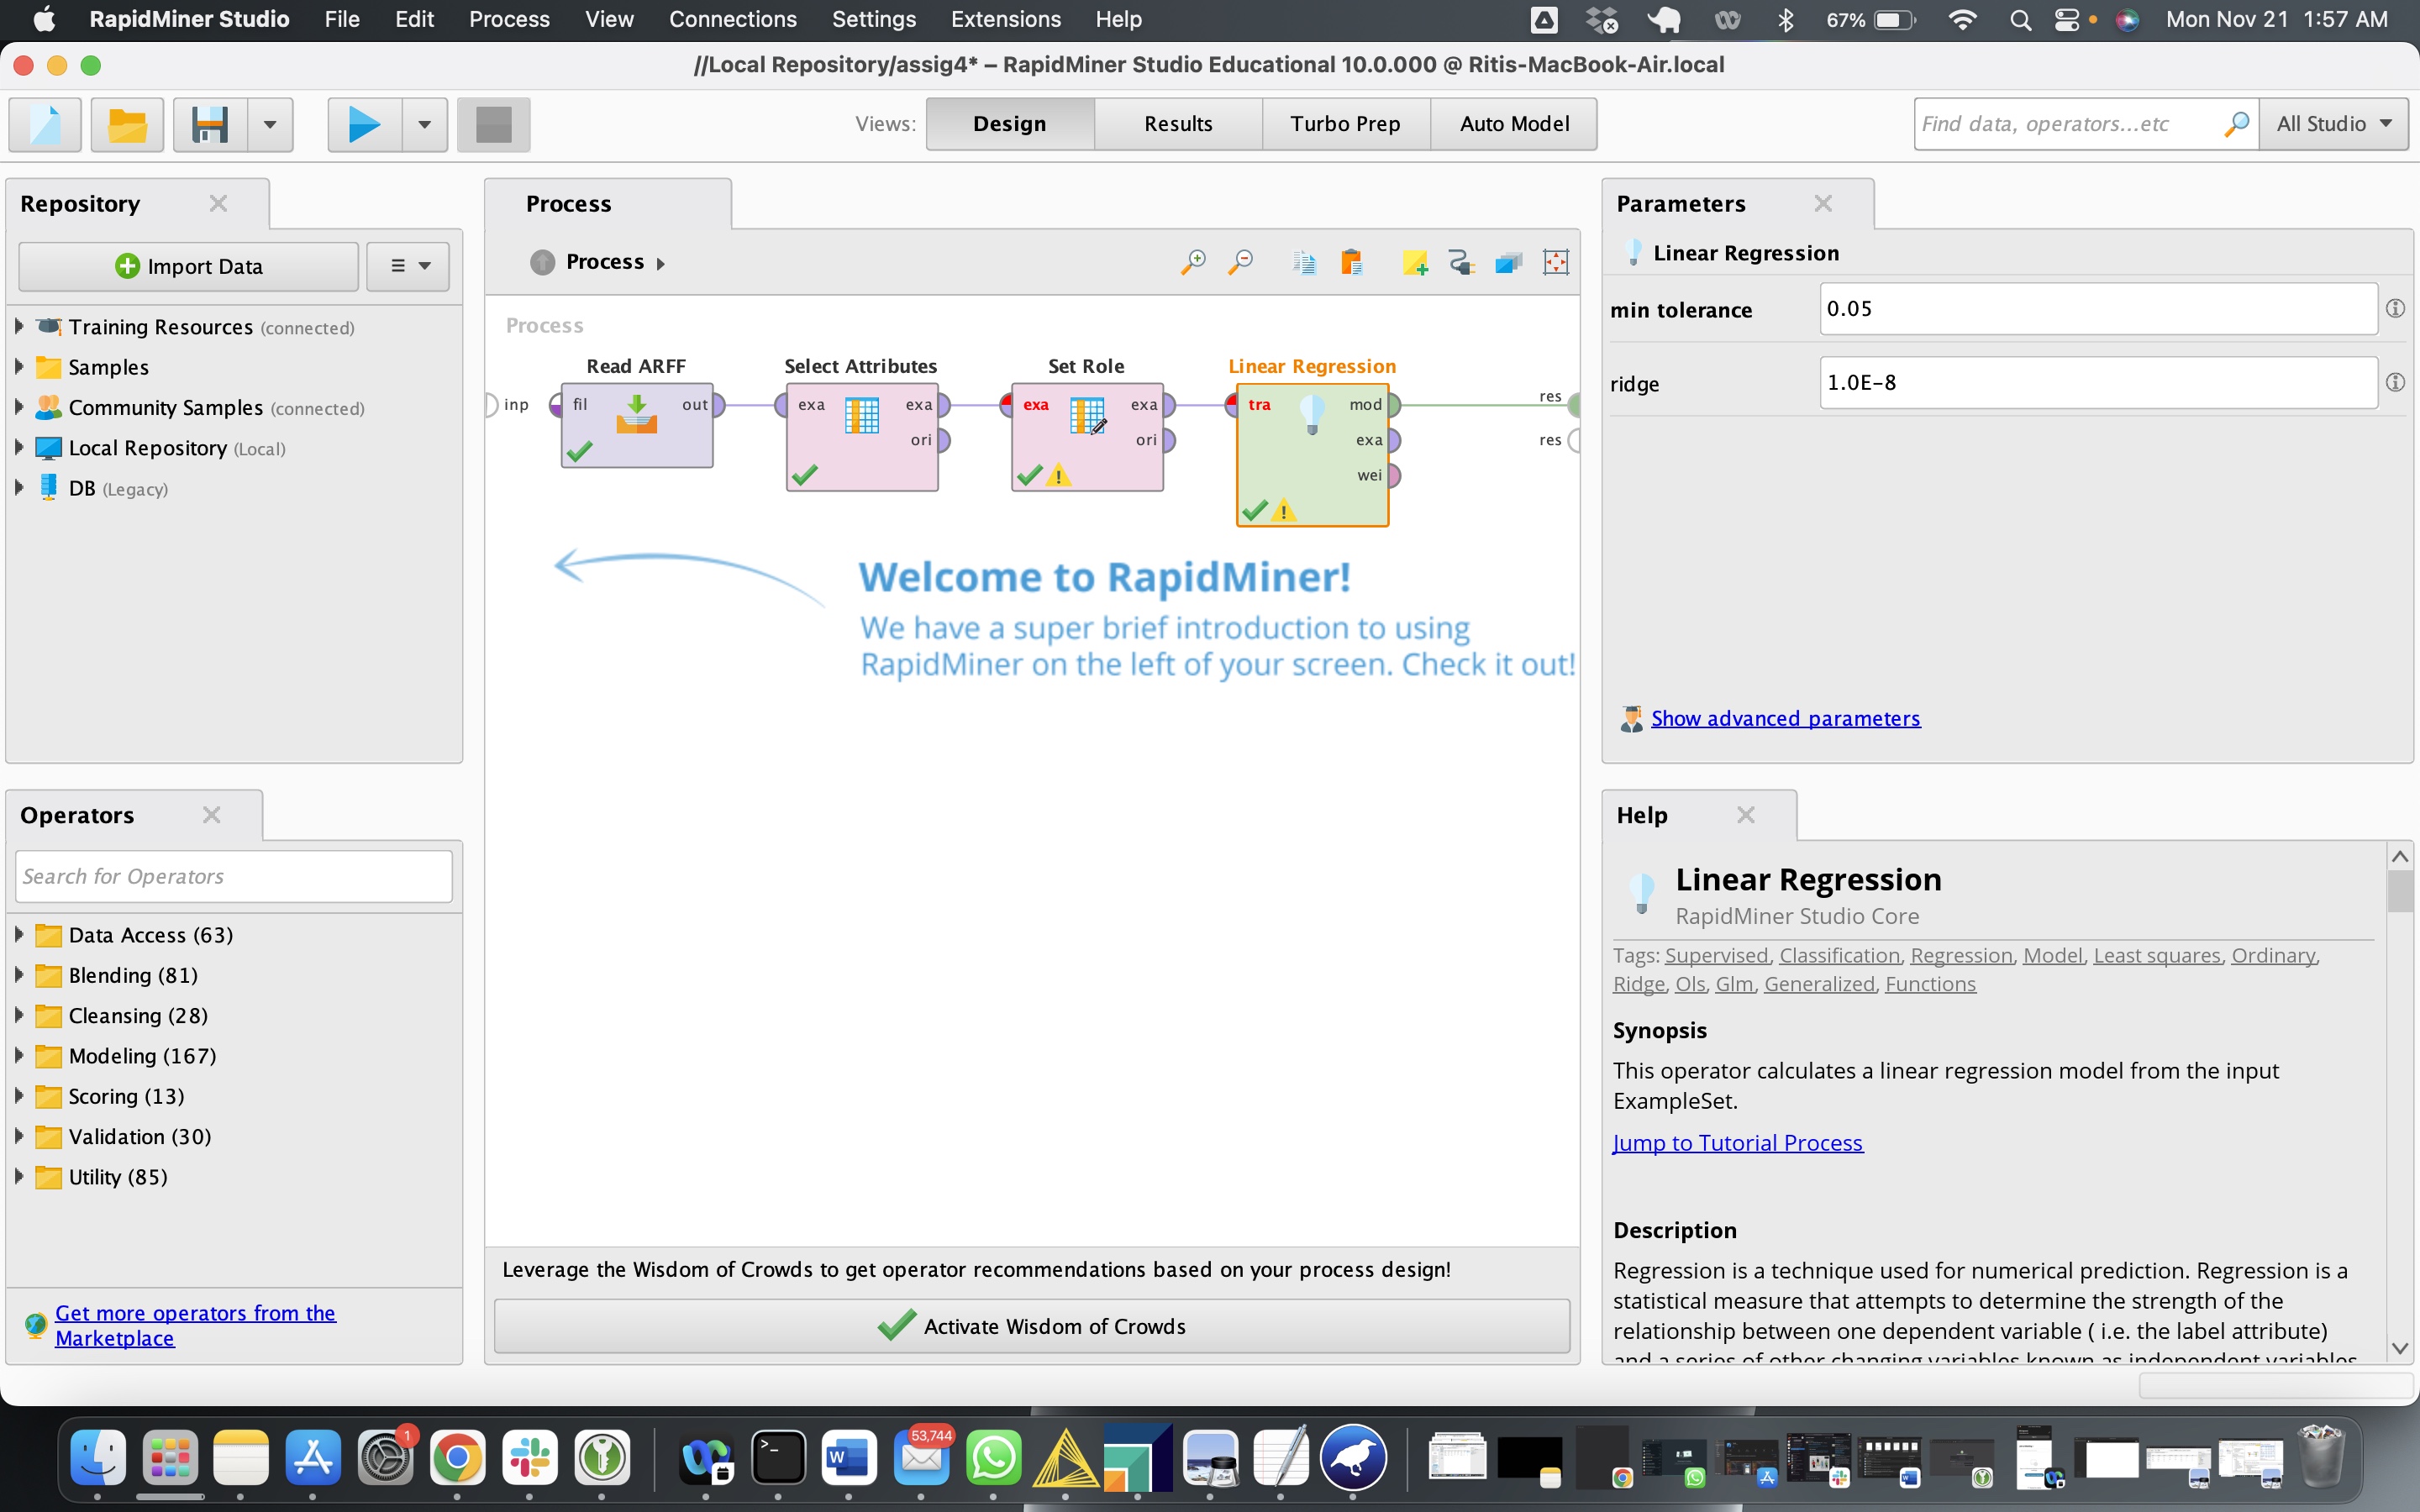 RapidMiner Studio File Edit Process View Connections Settings Extensions Help 67% Mon Nov 21 1:57 AM
//Local Repository/assig4* – RapidMiner Studio Educational 10.0.000 @ Ritis-MacBook-Air.local
Views: Design Results Turbo Prep Auto Model Find data, operators...etc All Studio
Repository
Import Data
Training Resources (connected)
Samples
Community Samples (connected)
Local Repository (Local)
DB (Legacy)
Operators
Search for Operators
Data Access (63)
Blending (81)
Cleansing (28)
Modeling (167)
Scoring (13)
Validation (30)
Utility (85)
Get more operators from the
Marketplace
Process
Process
Process
Read ARFF Select Attributes Set Role Linear Regression
inp fil out exa exa exa exa tra mod res
ori ori exa res
wei
Welcome to RapidMiner!
We have a super brief introduction to using
RapidMiner on the left of your screen. Check it out!
Leverage the Wisdom of Crowds to get operator recommendations based on your process design!
Activate Wisdom of Crowds
Parameters
Linear Regression
min tolerance 0.05
ridge 1.0E-8
Show advanced parameters
Help
Linear Regression
RapidMiner Studio Core
Tags: Supervised, Classification, Regression, Model, Least squares, Ordinary,
Ridge, Ols, Glm, Generalized, Functions
Synopsis
This operator calculates a linear regression model from the input
ExampleSet.
Jump to Tutorial Process
Description
Regression is a technique used for numerical prediction. Regression is a
statistical measure that attempts to determine the strength of the
relationship between one dependent variable ( i.e. the label attribute)
and a series of other changing variables known as independent variables
1 53,744